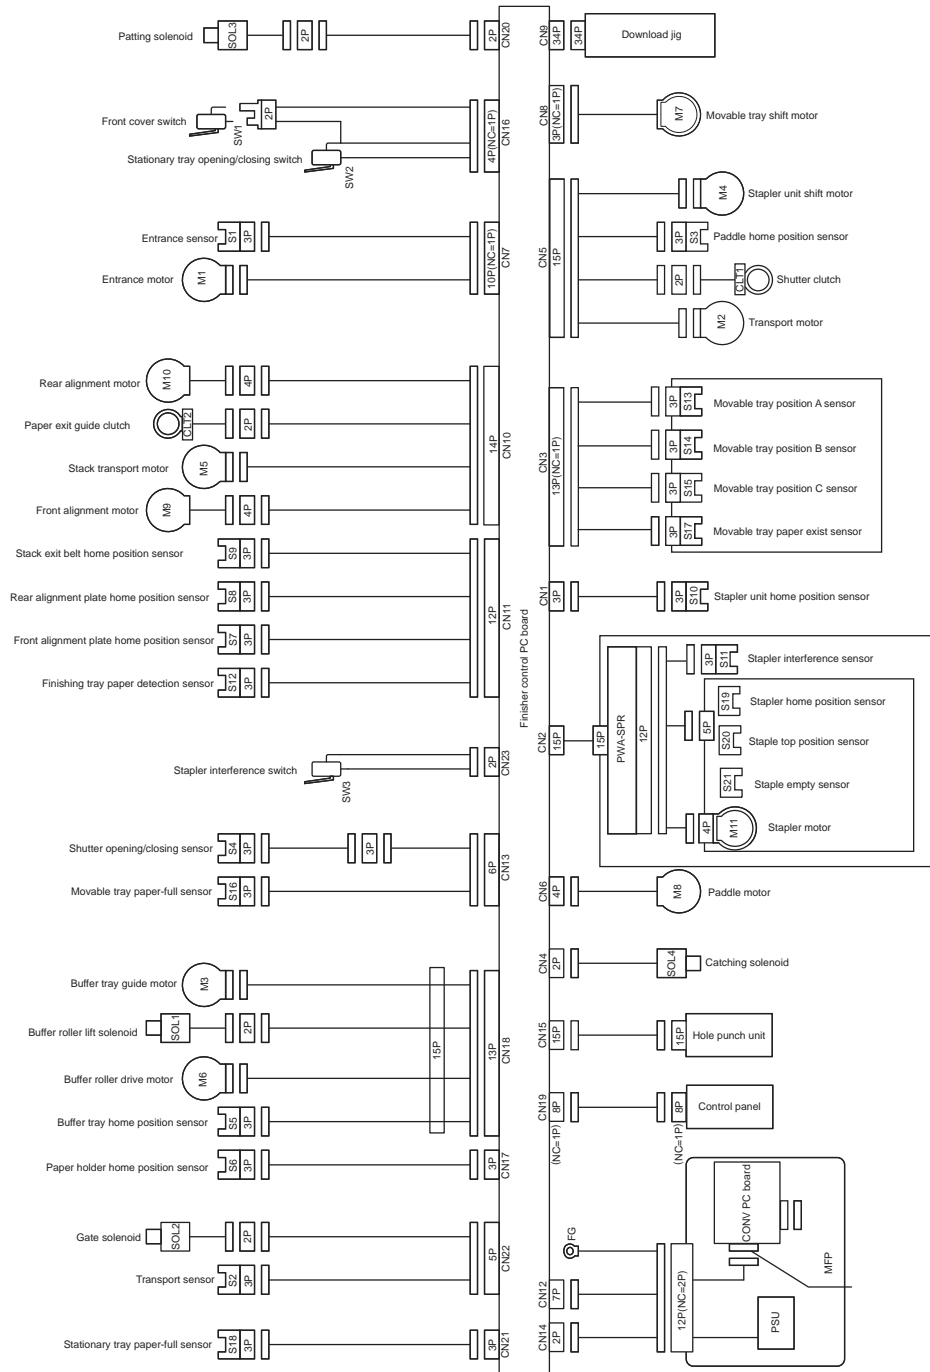 Patting solenoid
SOL3
2P
2P
CN20
Front cover switch
SW1
2P
Stationary tray opening/closing switch
SW2
4P(NC=1P)
CN16
Entrance sensor
S1
3P
Entrance motor
M1
10P(NC=1P)
CN7
Rear alignment motor
M10
4P
Paper exit guide clutch
CLT2
2P
Stack transport motor
M5
Front alignment motor
M9
4P
14P
CN10
Stack exit belt home position sensor
S9
3P
Rear alignment plate home position sensor
S8
3P
Front alignment plate home position sensor
S7
3P
Finishing tray paper detection sensor
S12
3P
12P
CN11
Stapler interference switch
SW3
2P
CN23
Shutter opening/closing sensor
S4
3P
3P
Movable tray paper-full sensor
S16
3P
6P
CN13
Buffer tray guide motor
M3
Buffer roller lift solenoid
SOL1
2P
Buffer roller drive motor
M6
Buffer tray home position sensor
S5
3P
15P
13P
CN18
Paper holder home position sensor
S6
3P
3P
CN17
Gate solenoid
SOL2
2P
Transport sensor
S2
3P
5P
CN22
Stationary tray paper-full sensor
S18
3P
3P
CN21
Finisher control PC board
CN9
34P
34P
Download jig
CN8
3P(NC=1P)
M7
Movable tray shift motor
CN5
15P
M4
Stapler unit shift motor
3P
S3
Paddle home position sensor
2P
CLT1
Shutter clutch
M2
Transport motor
CN3
13P(NC=1P)
3P
S13
Movable tray position A sensor
3P
S14
Movable tray position B sensor
3P
S15
Movable tray position C sensor
3P
S17
Movable tray paper exist sensor
CN1
3P
3P
S10
Stapler unit home position sensor
CN2
15P
15P
PWA-SPR
12P
3P
S11
Stapler interference sensor
5P
S19
Stapler home position sensor
S20
Staple top position sensor
S21
Staple empty sensor
4P
M11
Stapler motor
CN6
4P
M8
Paddle motor
CN4
2P
SOL4
Catching solenoid
CN15
15P
15P
Hole punch unit
CN19
8P
(NC=1P)
8P
(NC=1P)
Control panel
FG
CN12
7P
CN14
2P
12P(NC=2P)
CONV PC board
PSU
MFP